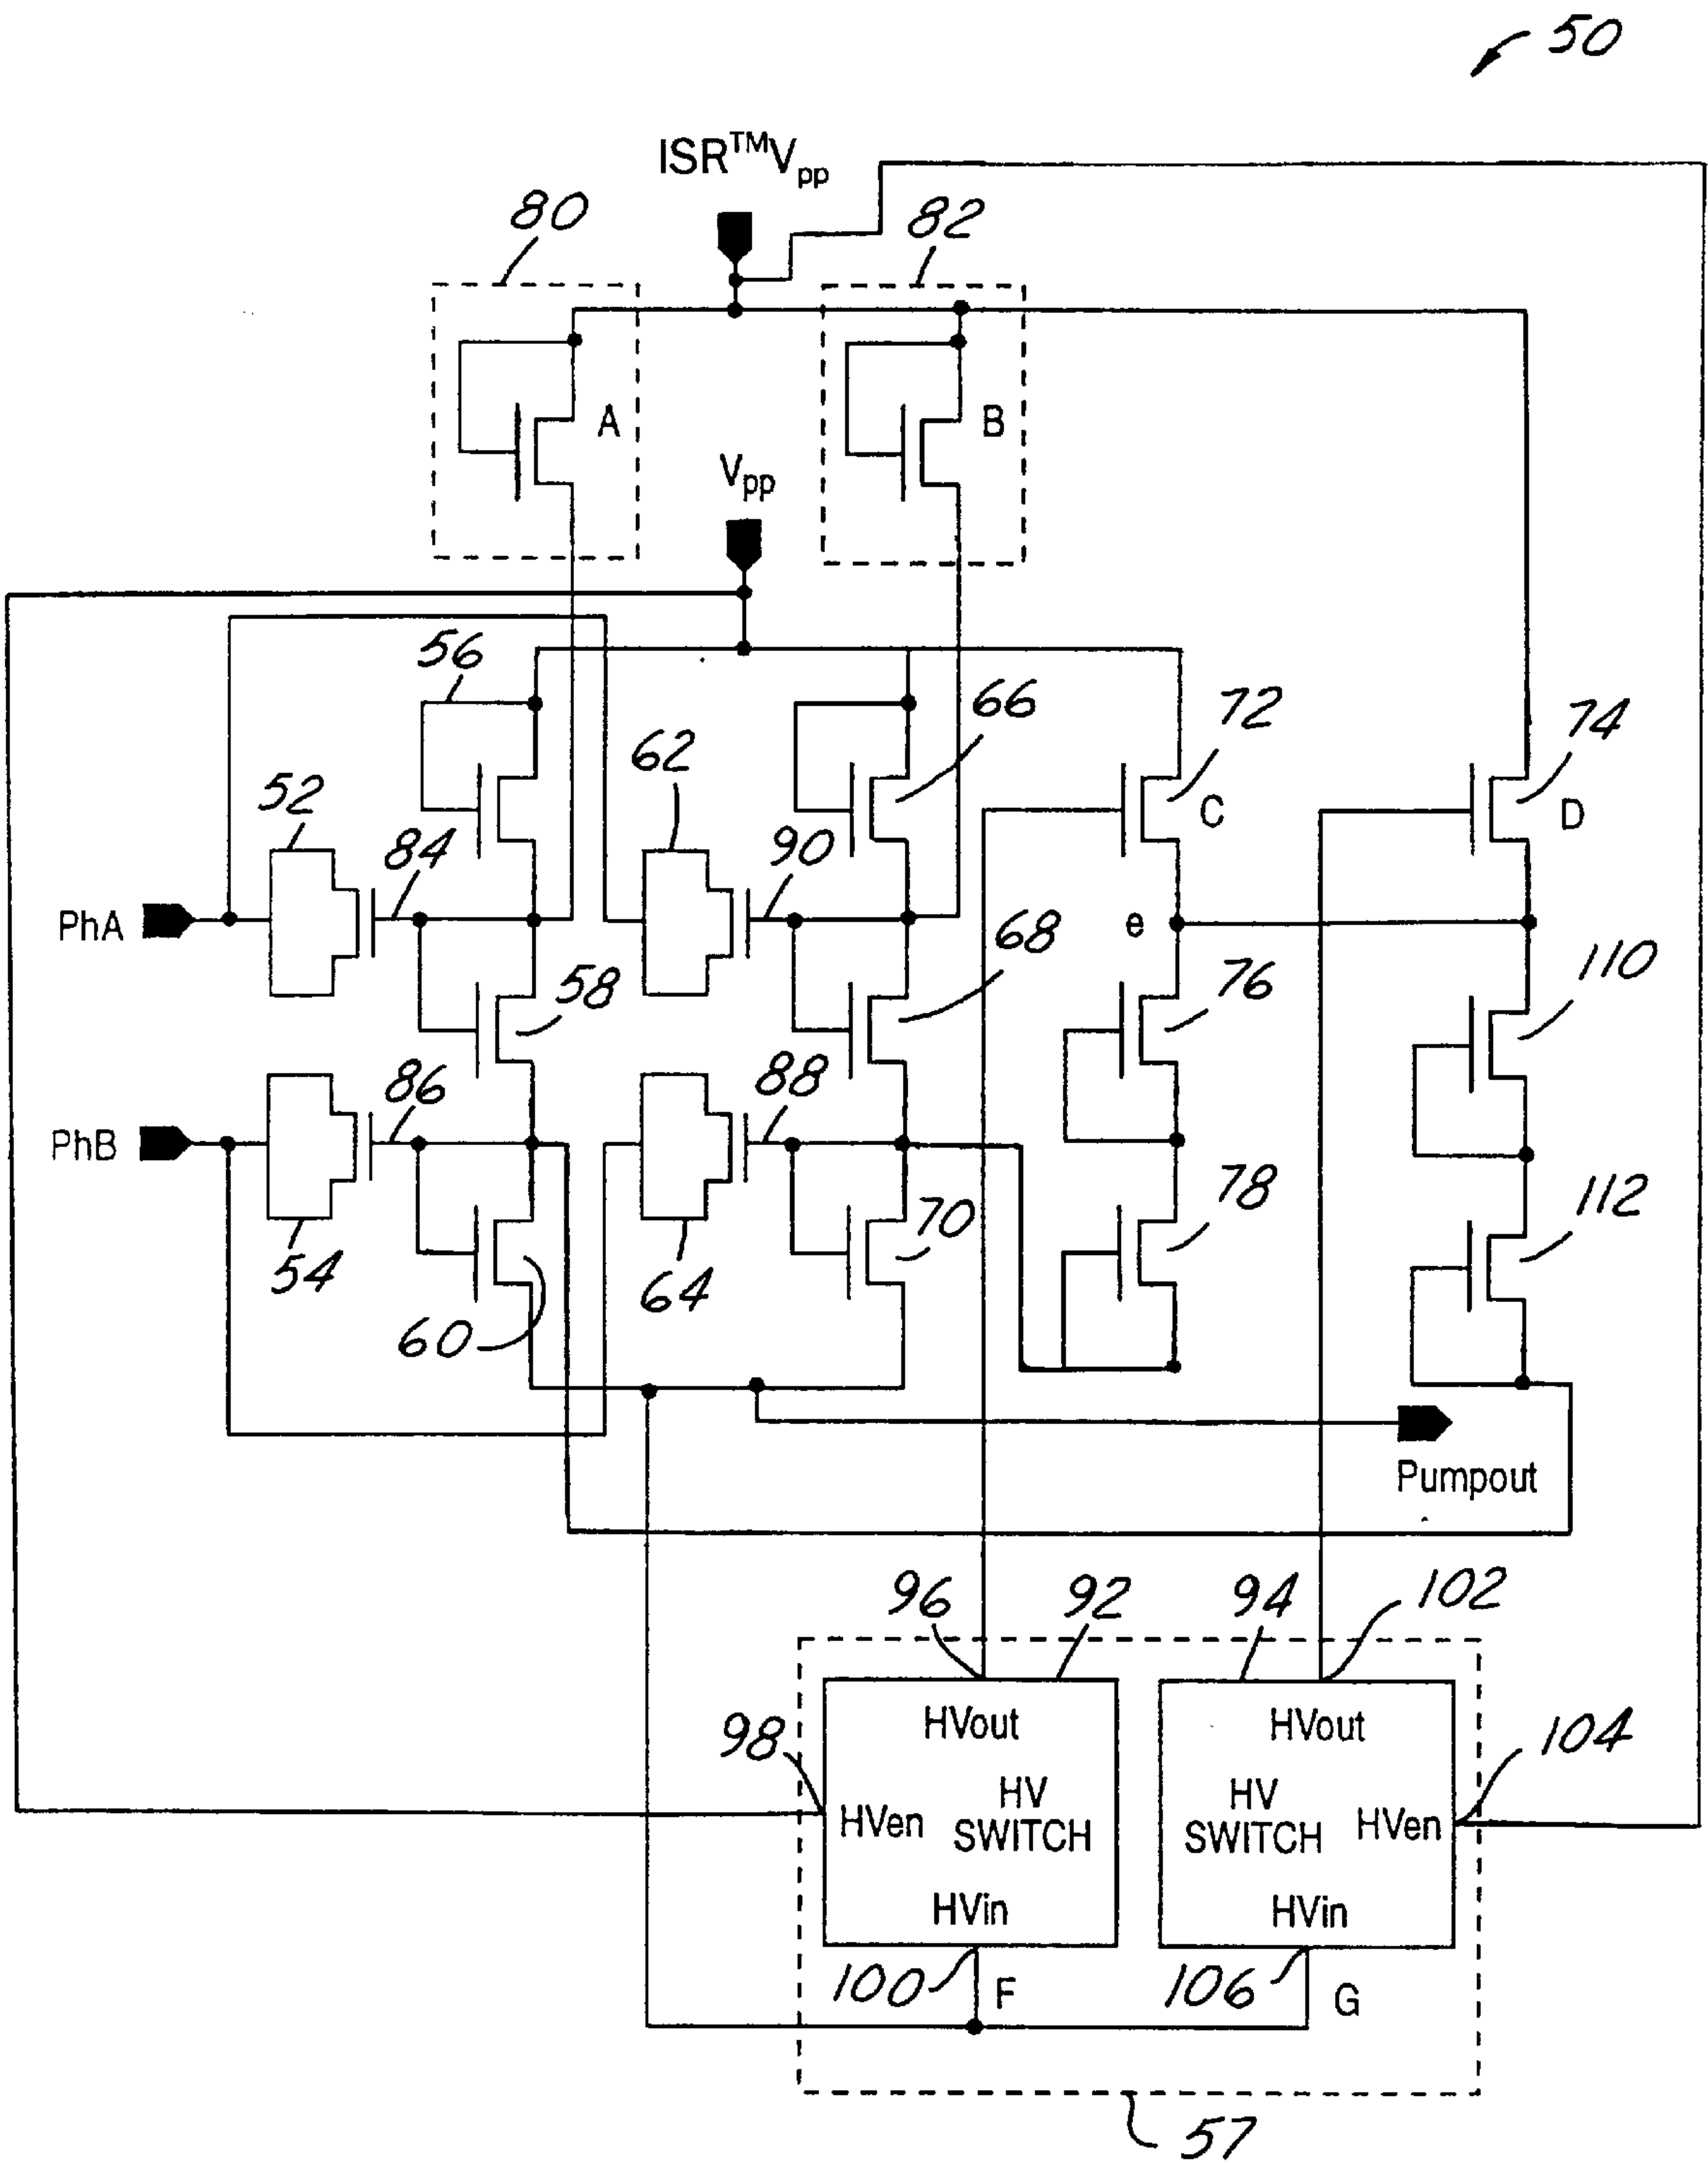 50
ISR™Vpp
80
82
A
B
Vpp
56
66
72
74
62
52
84
90
C
D
PhA
e
68
110
58
76
86
88
PhB
78
112
70
54
64
60
Pumpout
96
92
94
102
98
HVout
HVout
104
HV
SWITCH
HVen
HV
SWITCH
HVen
HVin
HVin
100
F
106
G
57